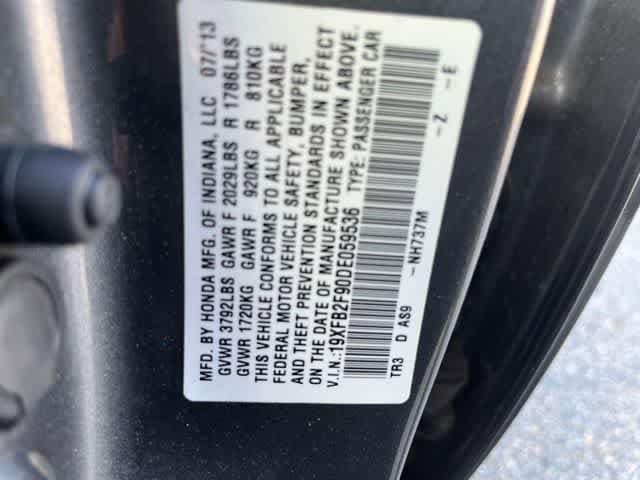 MFD. BY HONDA MFG. OF INDIANA, LLC 07/13
GVWR 3792LBS GAWR F 2029LBS R 1786LBS
GVWR 1720KG GAWR F 920KG R 810KG
THIS VEHICLE CONFORMS TO ALL APPLICABLE
FEDERAL MOTOR VEHICLE SAFETY, BUMPER,
AND THEFT PREVENTION STANDARDS IN EFFECT
ON THE DATE OF MANUFACTURE SHOWN ABOVE.
V.I.N.:19XFB2F90DE059536 TYPE: PASSENGER CAR
TR3 D AS9 -NH737M -Z -E